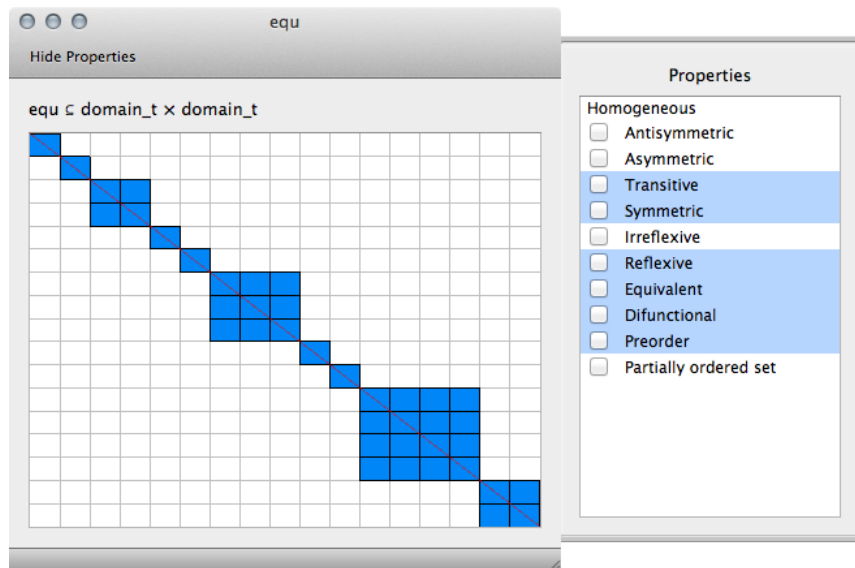 equ
Hide Properties
equ ⊆ domain_t × domain_t
Properties
Homogeneous
Antisymmetric
Asymmetric
Transitive
Symmetric
Irreflexive
Reflexive
Equivalent
Difunctional
Preorder
Partially ordered set